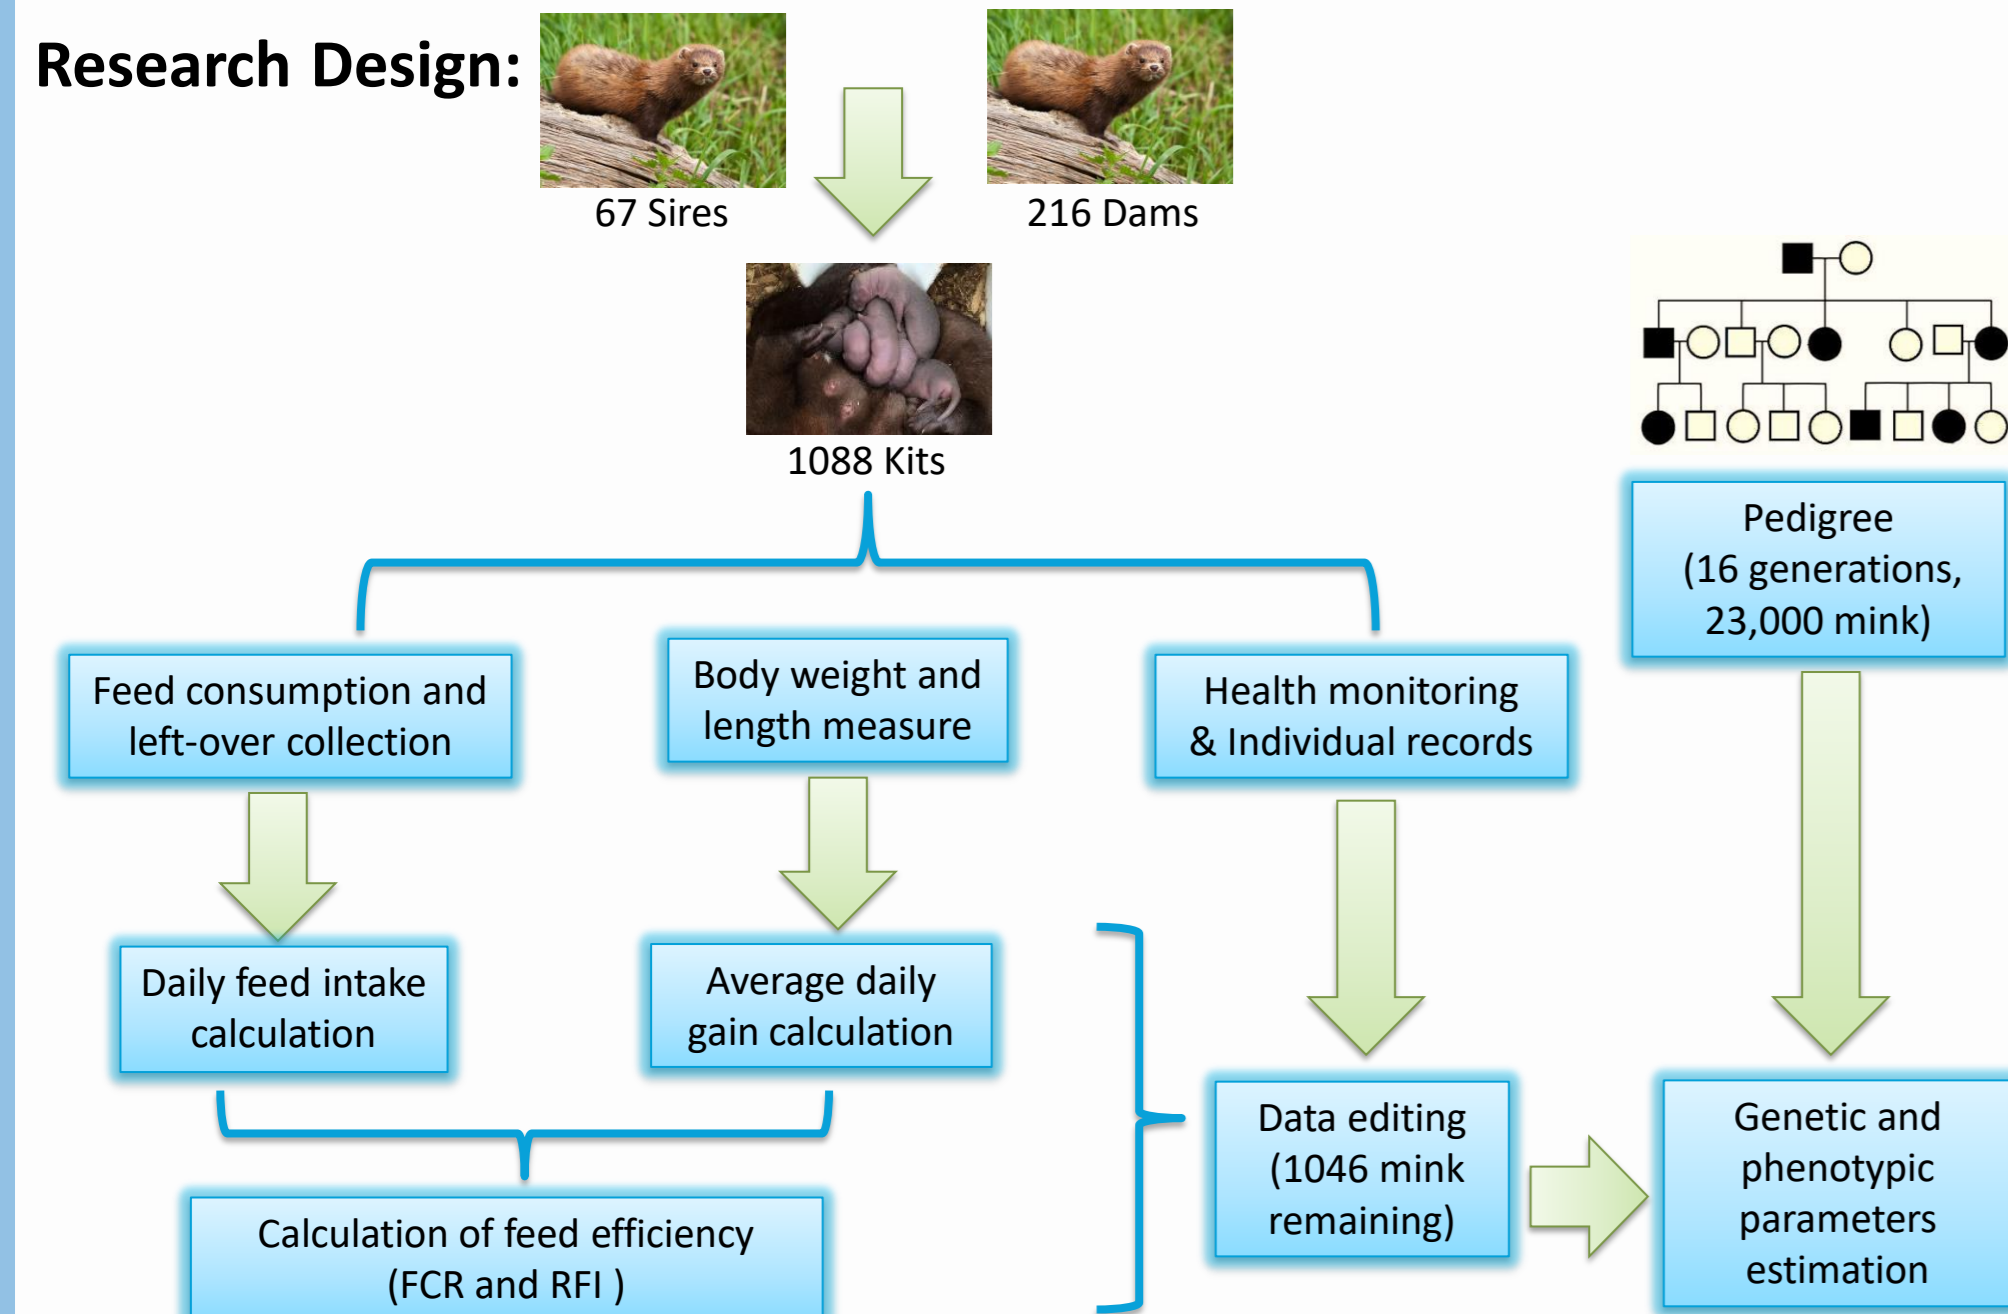 Research Design:
67 Sires
216 Dams
1088 Kits
Pedigree
(16 generations,
23,000 mink)
Feed consumption and
left-over collection
Body weight and
length measure
Health monitoring
& Individual records
Daily feed intake
calculation
Average daily
gain calculation
Calculation of feed efficiency
(FCR and RFI )
Data editing
(1046 mink
remaining)
Genetic and
phenotypic
parameters
estimation